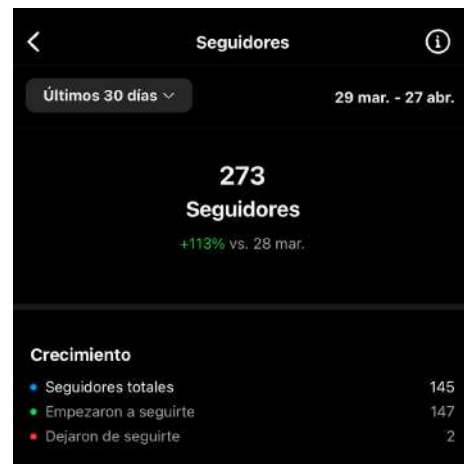 Seguidores
Últimos 30 días
29 mar. - 27 abr.
273
Seguidores
+113% vs. 28 mar.
Crecimiento
Seguidores totales 145
Empezaron a seguirte 147
Dejaron de seguirte 2